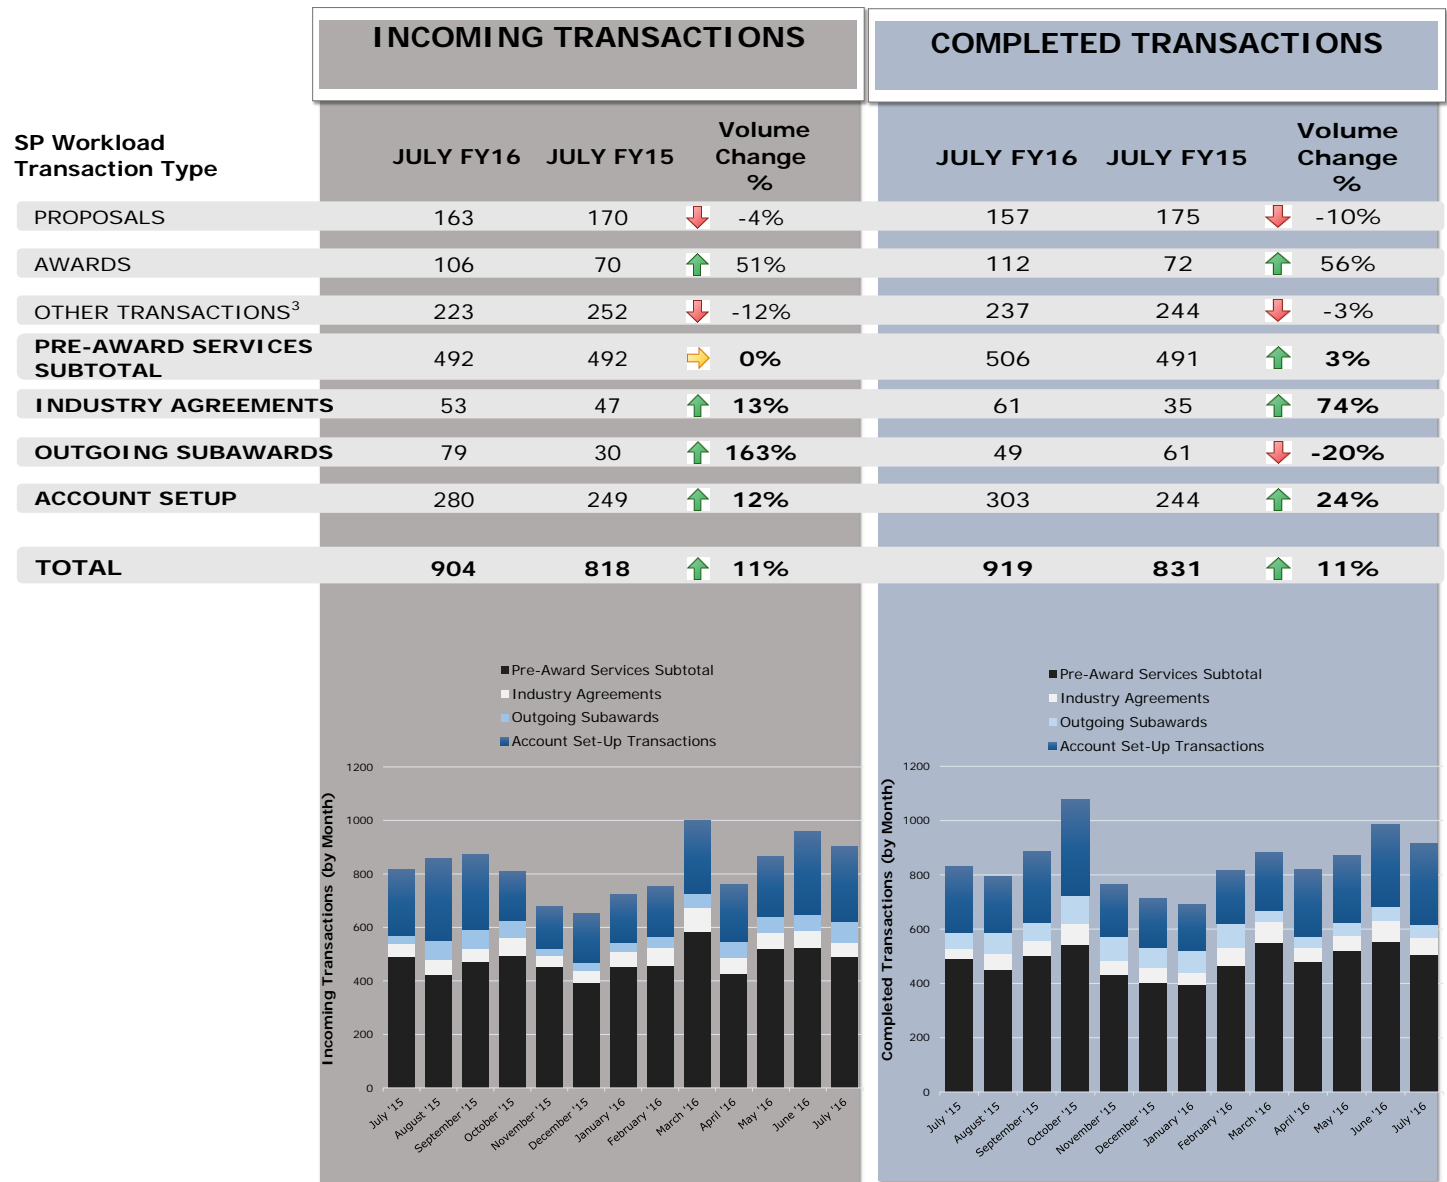 INCOMING TRANSACTIONS
COMPLETED TRANSACTIONS
SP Workload
Transaction Type
JULY FY16 JULY FY15 Volume Change %
JULY FY16 JULY FY15 Volume Change %
PROPOSALS 163 170 -4% 157 175 -10%
AWARDS 106 70 51% 112 72 56%
OTHER TRANSACTIONS3 223 252 -12% 237 244 -3%
PRE-AWARD SERVICES
SUBTOTAL 492 492 0% 506 491 3%
INDUSTRY AGREEMENTS 53 47 13% 61 35 74%
OUTGOING SUBAWARDS 79 30 163% 49 61 -20%
ACCOUNT SETUP 280 249 12% 303 244 24%
TOTAL 904 818 11% 919 831 11%
Pre-Award Services Subtotal
Industry Agreements
Outgoing Subawards
Account Set-Up Transactions
Incoming Transactions (by Month)
1200
1000
800
600
400
200
0
July '15
August '15
September '15
October '15
November '15
December '15
January '16
February '16
March '16
April '16
May '16
June '16
July '16
Pre-Award Services Subtotal
Industry Agreements
Outgoing Subawards
Account Set-Up Transactions
Completed Transactions (by Month)
1200
1000
800
600
400
200
0
July '15
August '15
September '15
October '15
November '15
December '15
January '16
February '16
March '16
April '16
May '16
June '16
July '16